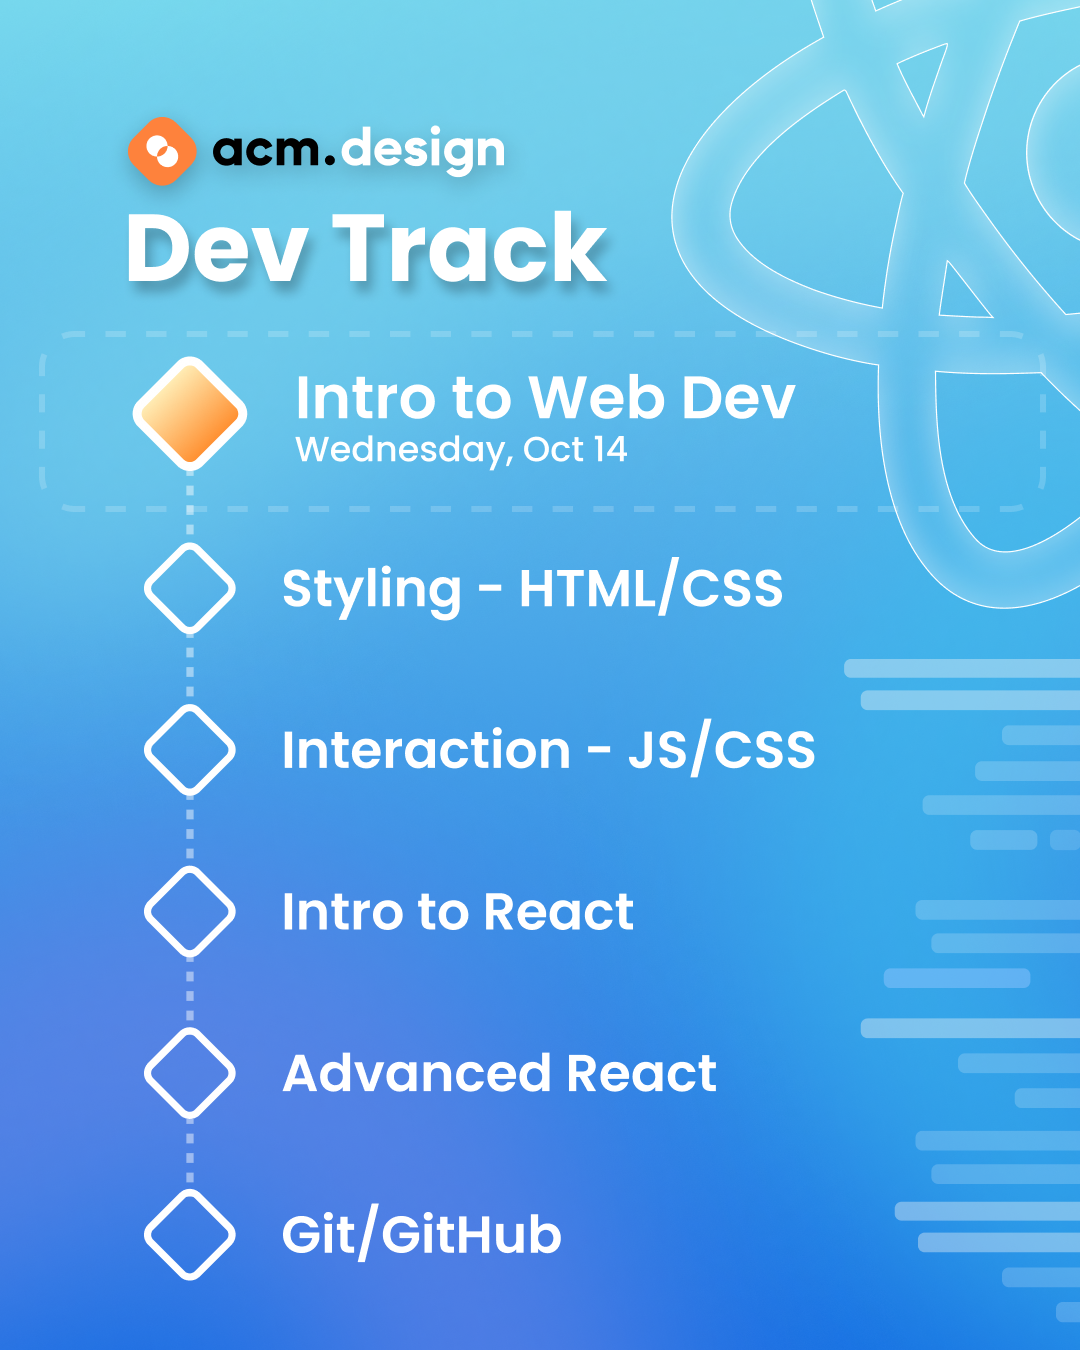 acm.design
Dev Track
Intro to Web Dev
Wednesday, Oct 14
Styling - HTML/CSS
Interaction - JS/CSS
Intro to React
Advanced React
Git/GitHub